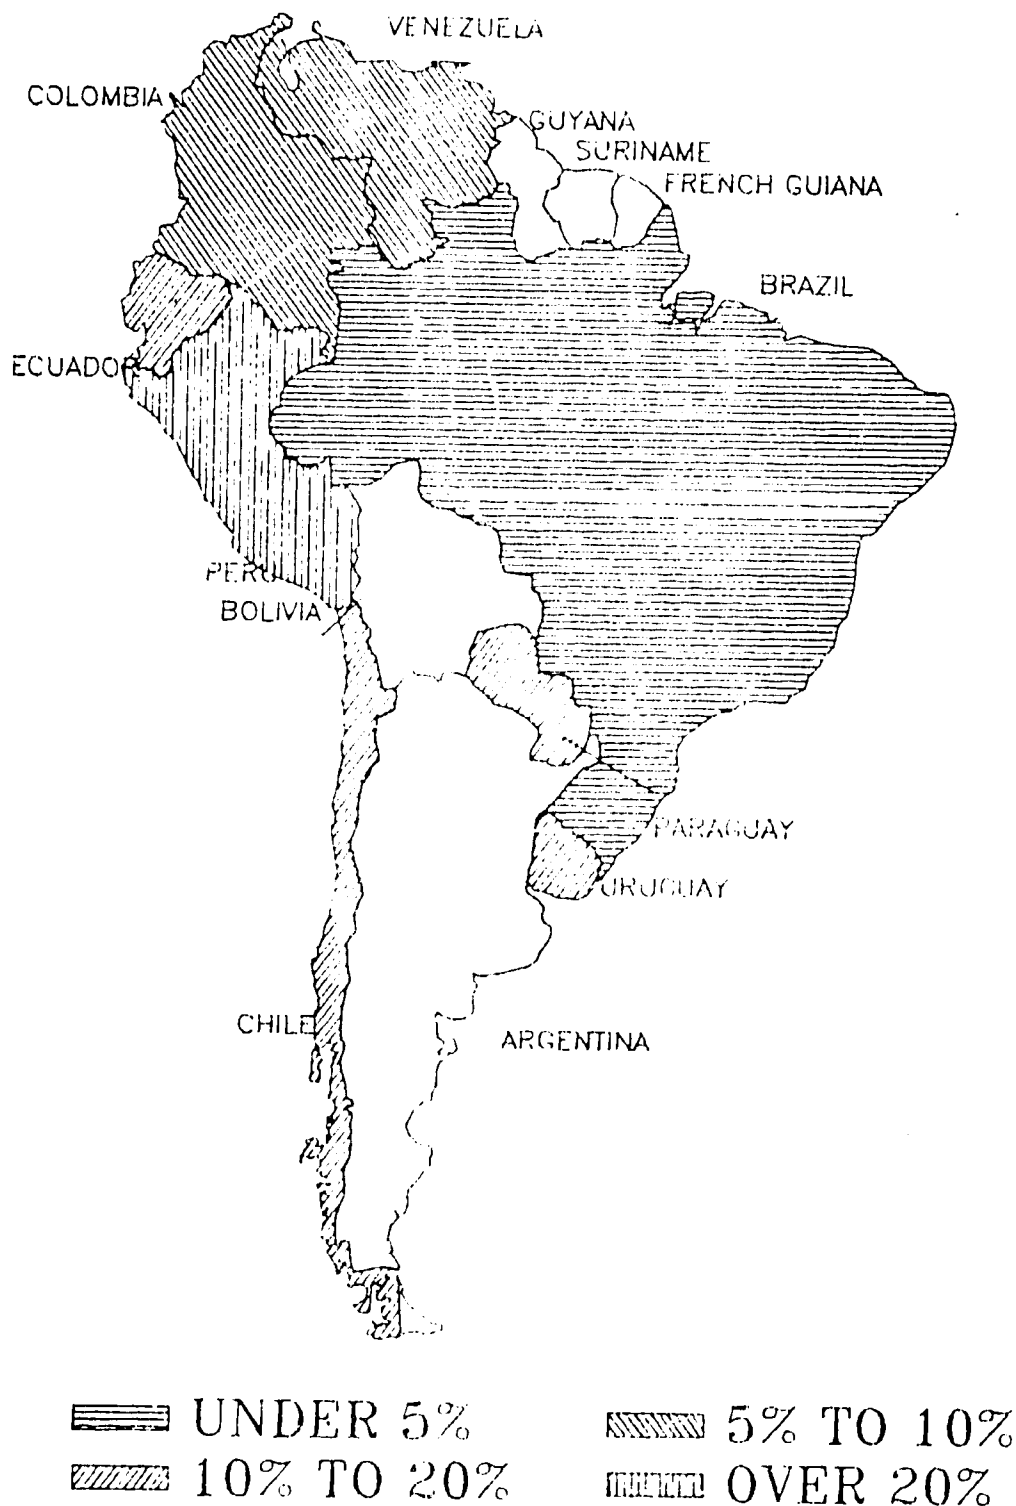 VENEZUELA
COLOMBIA
GUYANA
SURINAME
FRENCH GUIANA
BRAZIL
ECUADOR
PERU
BOLIVIA
PARAGUAY
URUGUAY
CHILE
ARGENTINA
UNDER 5% 5% TO 10%
10% TO 20% OVER 20%